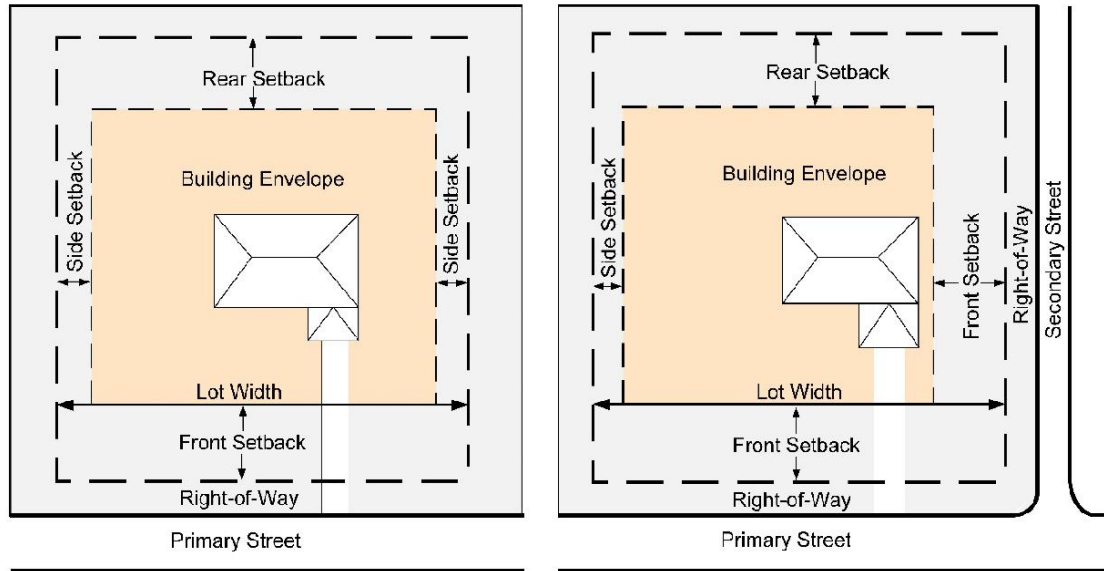 Rear Setback
Building Envelope
Side Setback
Side Setback
Lot Width
Front Setback
Right-of-Way
Primary Street
Rear Setback
Building Envelope
Side Setback
Front Setback
Right-of-Way
Secondary Street
Lot Width
Front Setback
Right-of-Way
Primary Street